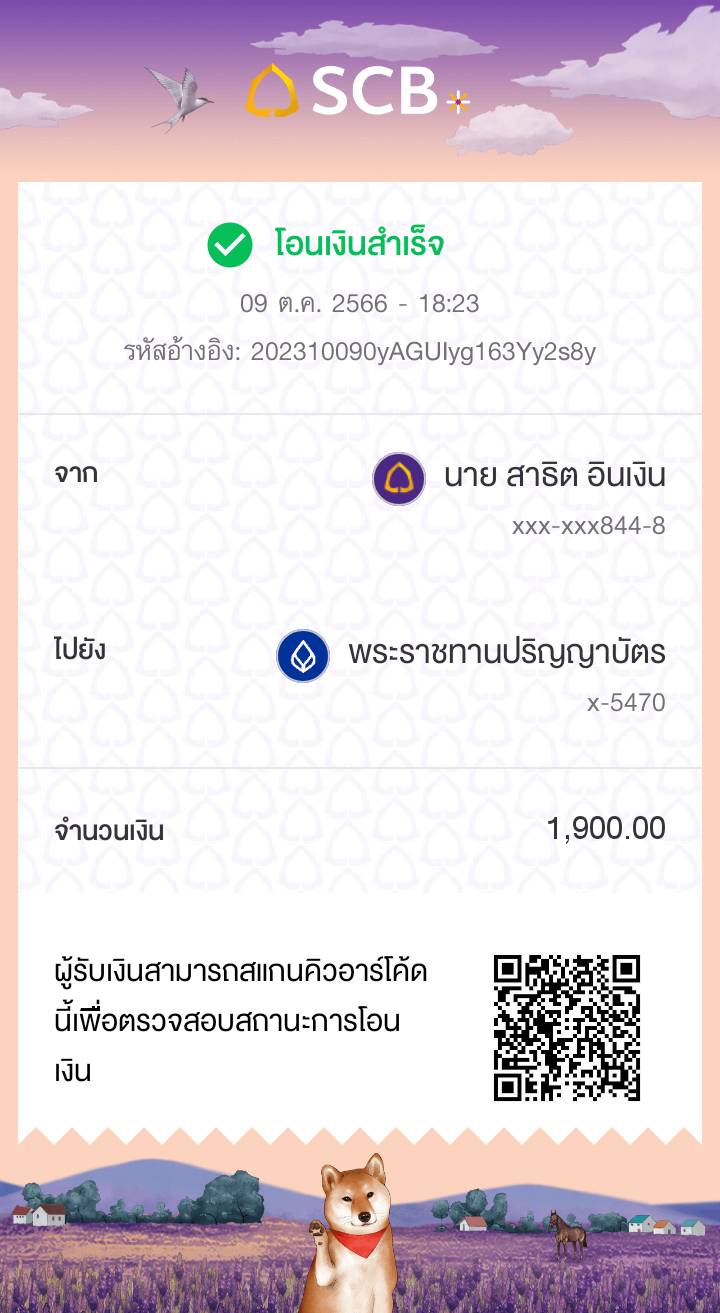 SCB
โอนเงินสำเร็จ
09 ต.ค. 2566 - 18:23
รหัสอ้างอิง: 202310090yAGUIyg163Yy2s8y
จาก
นาย สาธิต อินเงิน
xxx-xxx844-8
ไปยัง
พระราชทานปริญญาบัตร
x-5470
จำนวนเงิน
1,900.00
ผู้รับเงินสามารถสแกนคิวอาร์โค้ด
นี้เพื่อตรวจสอบสถานะการโอน
เงิน